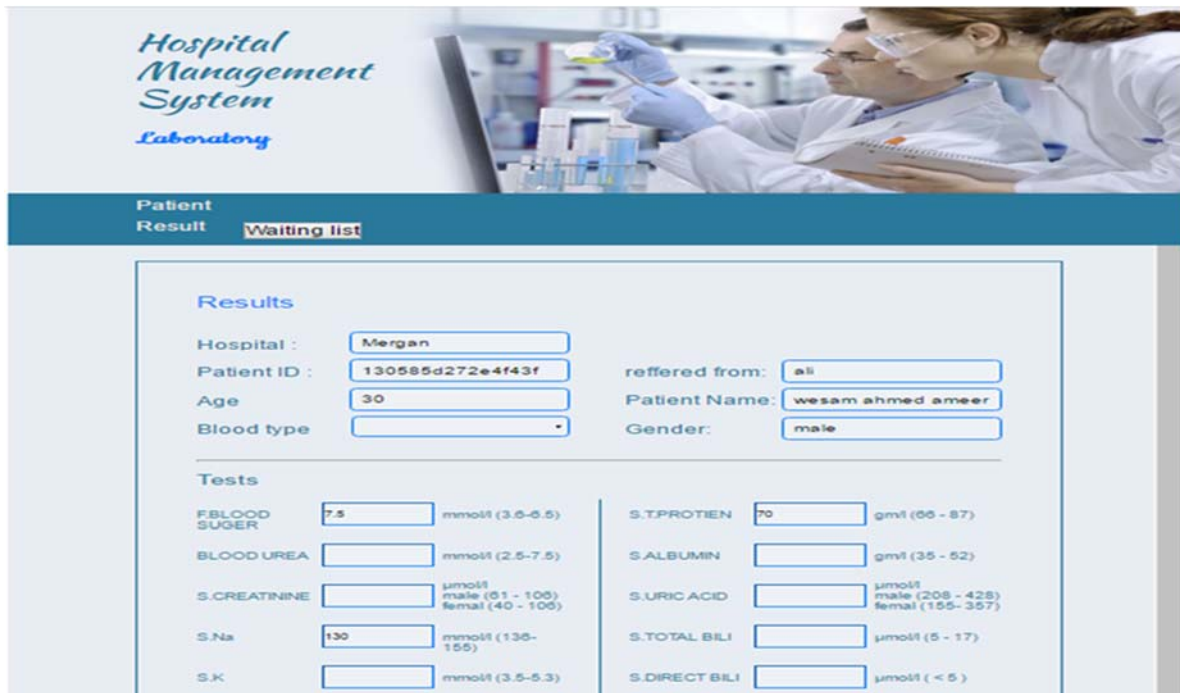 Hospital
Management
System
Laboratory
Patient
Result
Waiting list
Results
Hospital : Mergan
Patient ID : 130585d272e4f43f reffered from: ali
Age 30 Patient Name: wesam ahmed ameer
Blood type Gender: male
Tests
F.BLOOD SUGER 7.5 mmol/l (3.6-6.5) S.T.PROTIEN 70 gm/l (66 - 87)
BLOOD UREA mmol/l (2.5-7.5) S.ALBUMIN gm/l (35 - 52)
S.CREATININE µmol/l male (61 - 106) femal (40 - 106) S.URIC ACID µmol/l male (208 - 428) femal (155- 357)
S.Na 130 mmol/l (136-155) S.TOTAL BILI µmol/l (5 - 17)
S.K mmol/l (3.5-5.3) S.DIRECT BILI µmol/l ( < 5 )